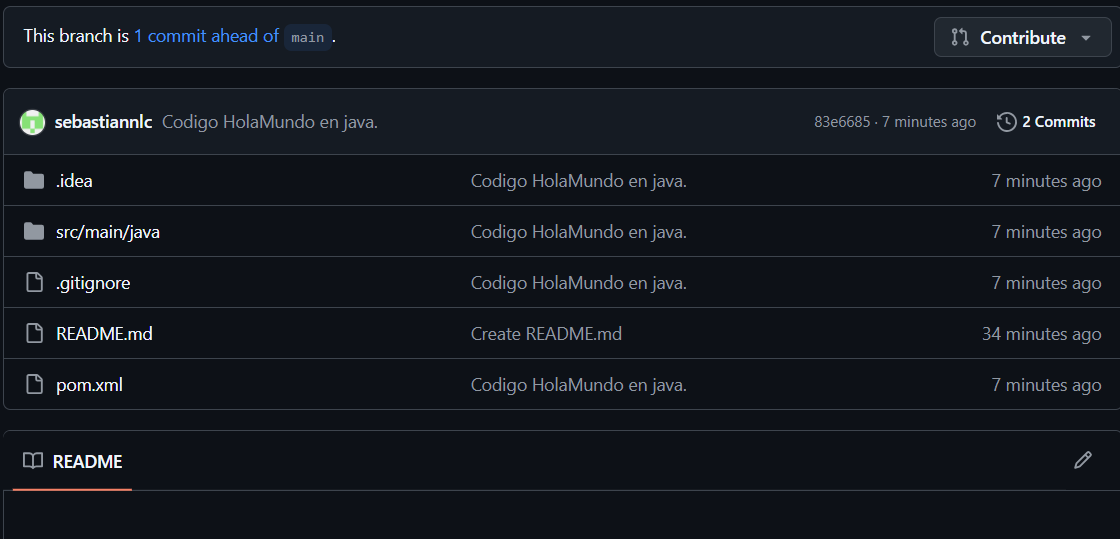 This branch is 1 commit ahead of main.
Contribute
sebastiannlc Codigo HolaMundo en java. 83e6685 · 7 minutes ago 2 Commits
.idea Codigo HolaMundo en java. 7 minutes ago
src/main/java Codigo HolaMundo en java. 7 minutes ago
.gitignore Codigo HolaMundo en java. 7 minutes ago
README.md Create README.md 34 minutes ago
pom.xml Codigo HolaMundo en java. 7 minutes ago
README